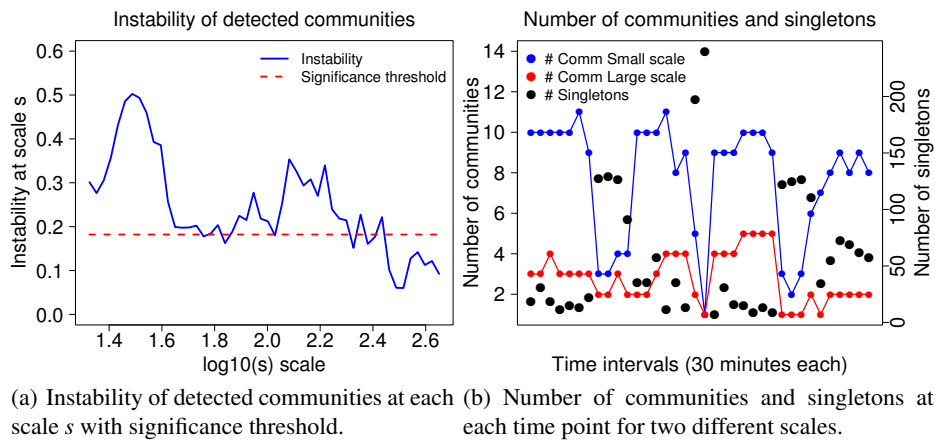 Instability of detected communities
Instability at scale s
0.6
0.5
0.4
0.3
0.2
0.1
0.0
Instability
Significance threshold
1.4 1.6 1.8 2.0 2.2 2.4 2.6
log10(s) scale
(a) Instability of detected communities at each
scale s with significance threshold.
Number of communities and singletons
Number of communities
14
12
10
8
6
4
2
# Comm Small scale
# Comm Large scale
# Singletons
200
150
100
50
0
Number of singletons
Time intervals (30 minutes each)
(b) Number of communities and singletons at
each time point for two different scales.